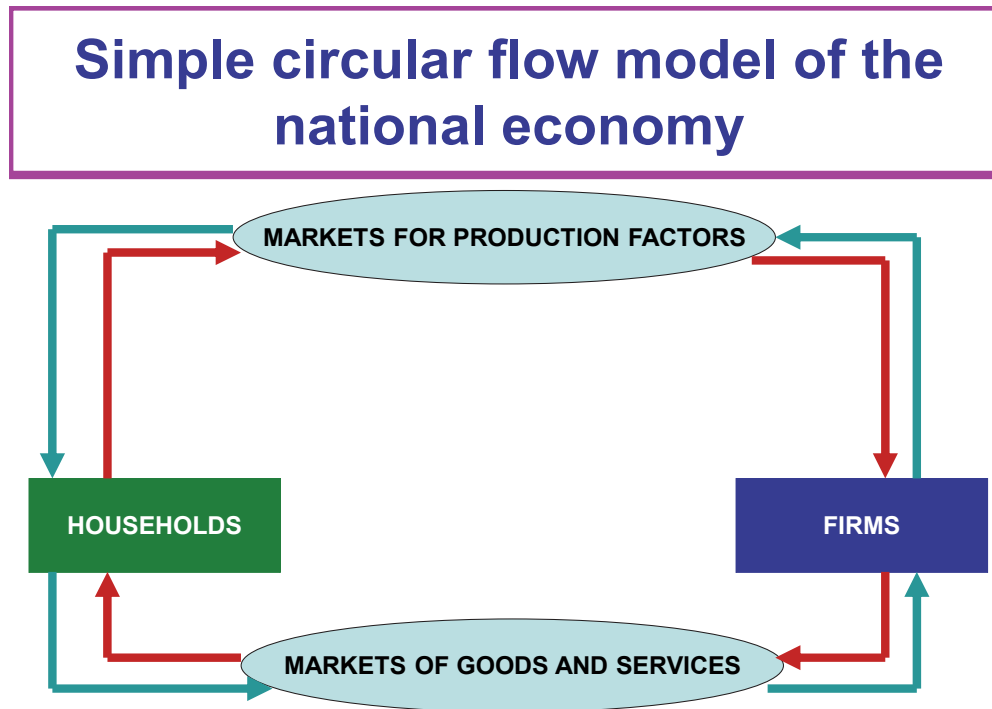 Simple circular flow model of the
national economy
MARKETS FOR PRODUCTION FACTORS
HOUSEHOLDS
FIRMS
MARKETS OF GOODS AND SERVICES